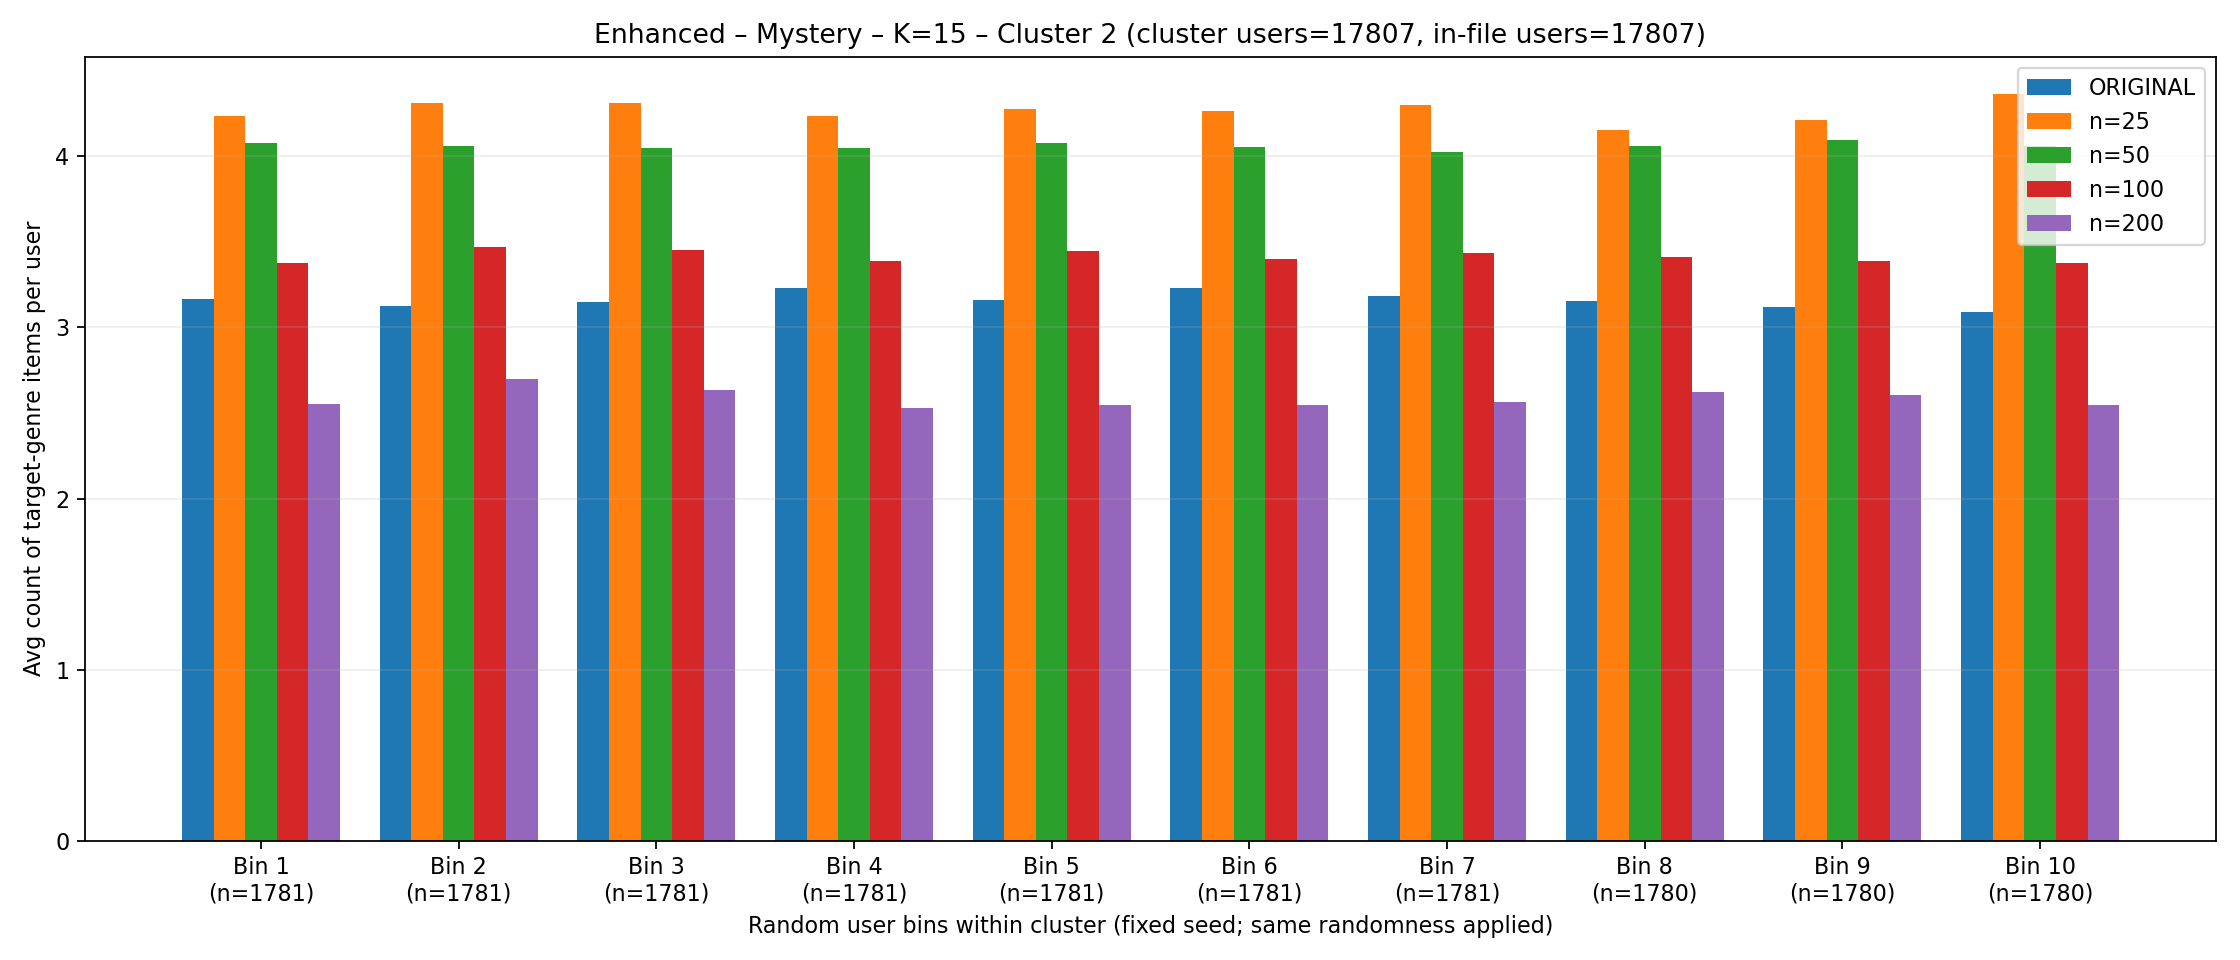 Enhanced – Mystery – K=15 – Cluster 2 (cluster users=17807, in-file users=17807)
ORIGINAL
n=25
n=50
n=100
n=200
Avg count of target-genre items per user
4
3
2
1
0
Bin 1 Bin 2 Bin 3 Bin 4 Bin 5 Bin 6 Bin 7 Bin 8 Bin 9 Bin 10
(n=1781) (n=1781) (n=1781) (n=1781) (n=1781) (n=1781) (n=1781) (n=1780) (n=1780) (n=1780)
Random user bins within cluster (fixed seed; same randomness applied)